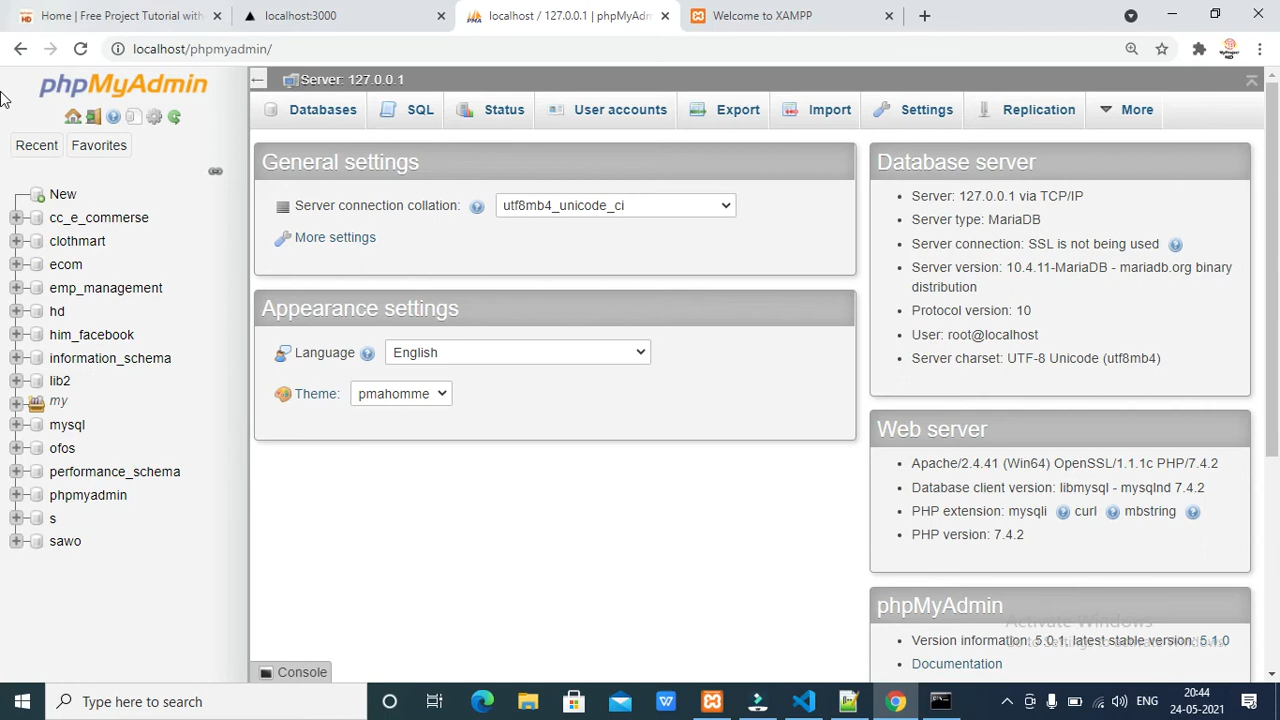 Home | Free Project Tutorial with
localhost:3000
localhost / 127.0.0.1 | phpMyAdm
Welcome to XAMPP
localhost/phpmyadmin/
phpMyAdmin
Recent
Favorites
New
cc_e_commerse
clothmart
ecom
emp_management
hd
him_facebook
information_schema
lib2
my
mysql
ofos
performance_schema
phpmyadmin
s
sawo
Server: 127.0.0.1
Databases
SQL
Status
User accounts
Export
Import
Settings
Replication
More
General settings
Server connection collation:
utf8mb4_unicode_ci
More settings
Appearance settings
Language
English
Theme:
pmahomme
Database server
Server: 127.0.0.1 via TCP/IP
Server type: MariaDB
Server connection: SSL is not being used
Server version: 10.4.11-MariaDB - mariadb.org binary
distribution
Protocol version: 10
User: root@localhost
Server charset: UTF-8 Unicode (utf8mb4)
Web server
Apache/2.4.41 (Win64) OpenSSL/1.1.1c PHP/7.4.2
Database client version: libmysql - mysqlnd 7.4.2
PHP extension: mysqli curl mbstring
PHP version: 7.4.2
phpMyAdmin
Activate Windows
Go to Settings to activate Windows.
Version information: 5.0.1, latest stable version: 5.1.0
Documentation
Console
Type here to search
ENG
20:44
24-05-2021